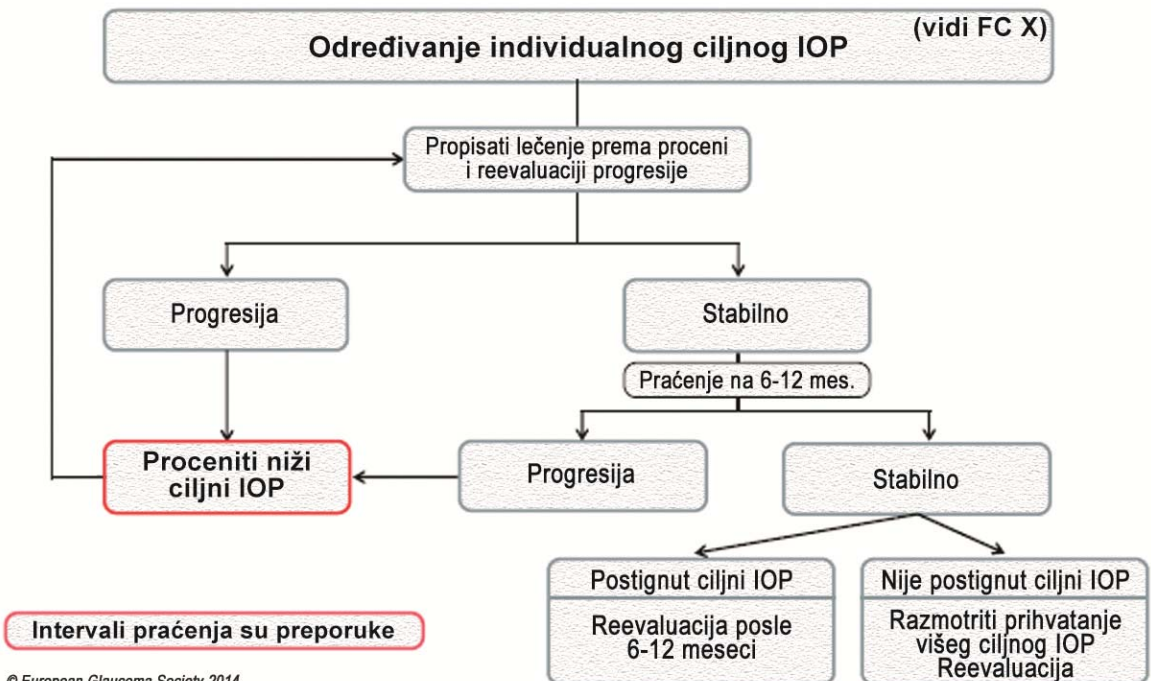 (vidi FC X)
Određivanje individualnog ciljnog IOP
Propisati lečenje prema proceni
i reevaluaciji progresije
Progresija
Stabilno
Praćenje na 6-12 mes.
Proceniti niži
ciljni IOP
Progresija
Stabilno
Postignut ciljni IOP
Reevaluacija posle
6-12 meseci
Nije postignut ciljni IOP
Razmotriti prihvatanje
višeg ciljnog IOP
Reevaluacija
Intervali praćenja su preporuke
© European Glaucoma Society 2014